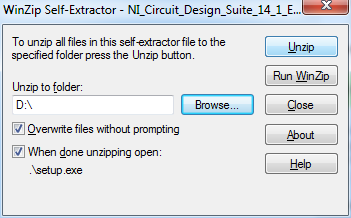 WinZip Self-Extractor - NI_Circuit_Design_Suite_14_1_E...
To unzip all files in this self-extractor file to the
specified folder press the Unzip button.
Unzip to folder:
D:\
Browse...
Overwrite files without prompting
When done unzipping open:
.\setup.exe
Unzip
Run WinZip
Close
About
Help